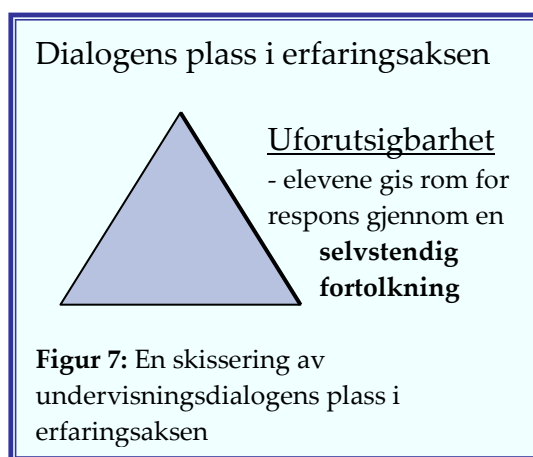 Dialogens plass i erfaringsaksen
Uforutsigbarhet
- elevene gis rom for
respons gjennom en
selvstendig
fortolkning
Figur 7: En skissering av
undervisningsdialogens plass i
erfaringsaksen